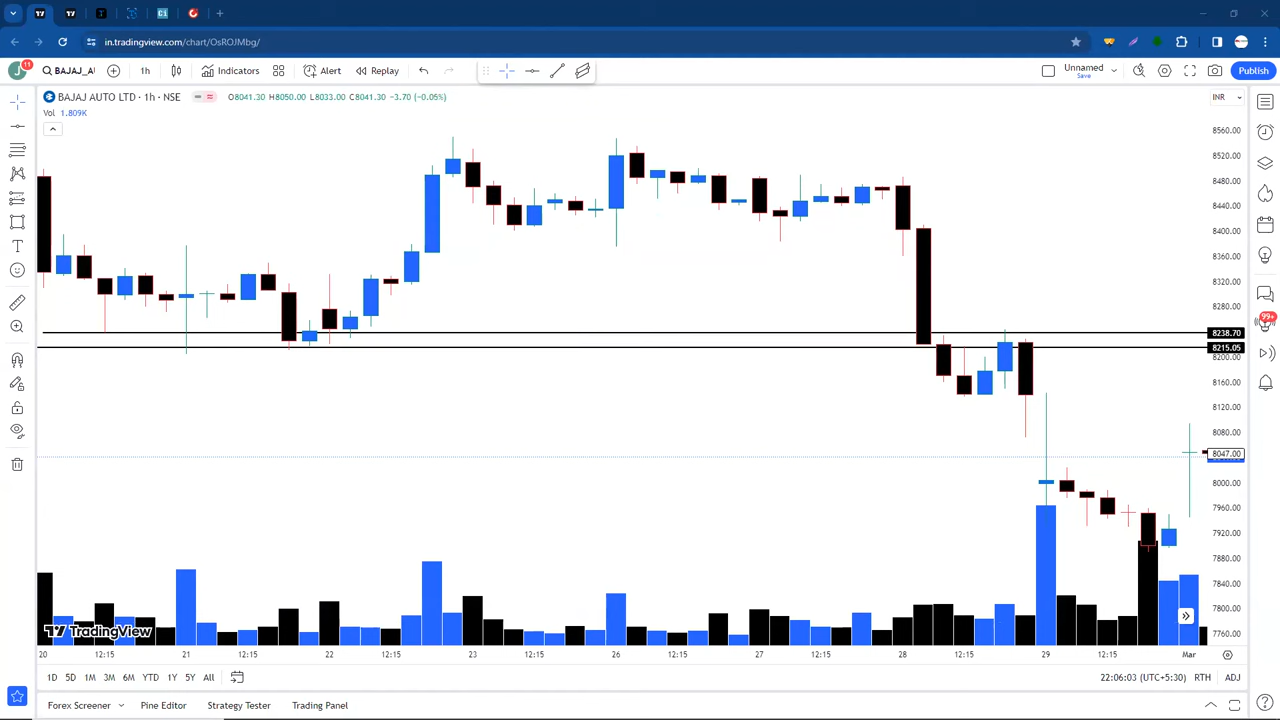 in.tradingview.com/chart/OsROJMbg/
11
BAJAJ_AU
1h
Indicators
Alert
Replay
Unnamed
Save
Publish
BAJAJ AUTO LTD · 1h · NSE
O8041.30 H8050.00 L8033.00 C8041.30 −3.70 (−0.05%)
INR
Vol 1.809K
8560.00
8520.00
8480.00
8440.00
8400.00
8360.00
8320.00
8280.00
8238.70
8215.05
8200.00
8160.00
8120.00
8080.00
8047.00
8000.00
7960.00
7920.00
7880.00
7840.00
7800.00
7760.00
99+
TradingView
20 12:15 21 12:15 22 12:15 23 12:15 26 12:15 27 12:15 28 12:15 29 12:15 Mar
1D 5D 1M 3M 6M YTD 1Y 5Y All
22:06:03 (UTC+5:30) RTH ADJ
Forex Screener Pine Editor Strategy Tester Trading Panel